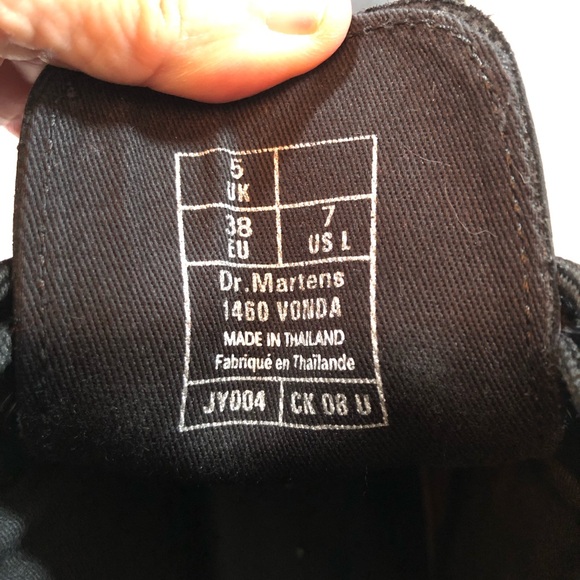 5
UK
38
EU
7
US L
Dr.Martens
1460 VONDA
MADE IN THAILAND
Fabriqué en Thaïlande
JY004
CK 08 U